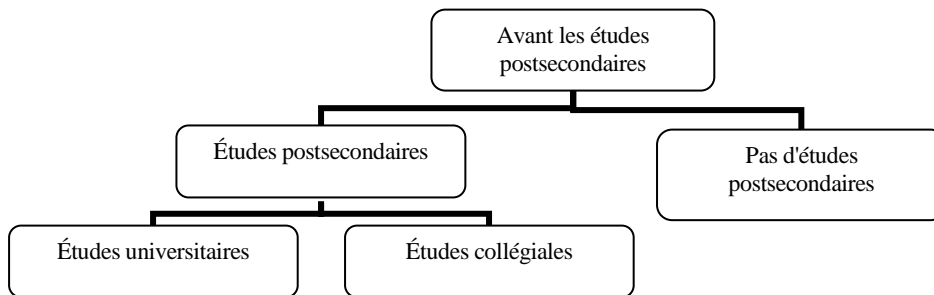 Avant les études
postsecondaires
Études postsecondaires
Pas d'études
postsecondaires
Études universitaires
Études collégiales